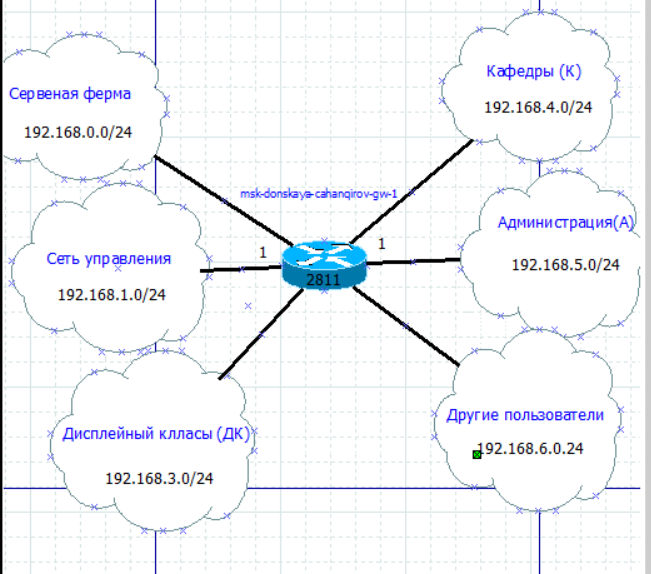 Сервеная ферма
192.168.0.0/24
Кафедры (К)
192.168.4.0/24
msk-donskaya-cahangirov-gw-1
Сеть управления
192.168.1.0/24
1
1
2811
Администрация(А)
192.168.5.0/24
Дисплейный клласы (ДК)
192.168.3.0/24
Другие пользователи
192.168.6.0.24